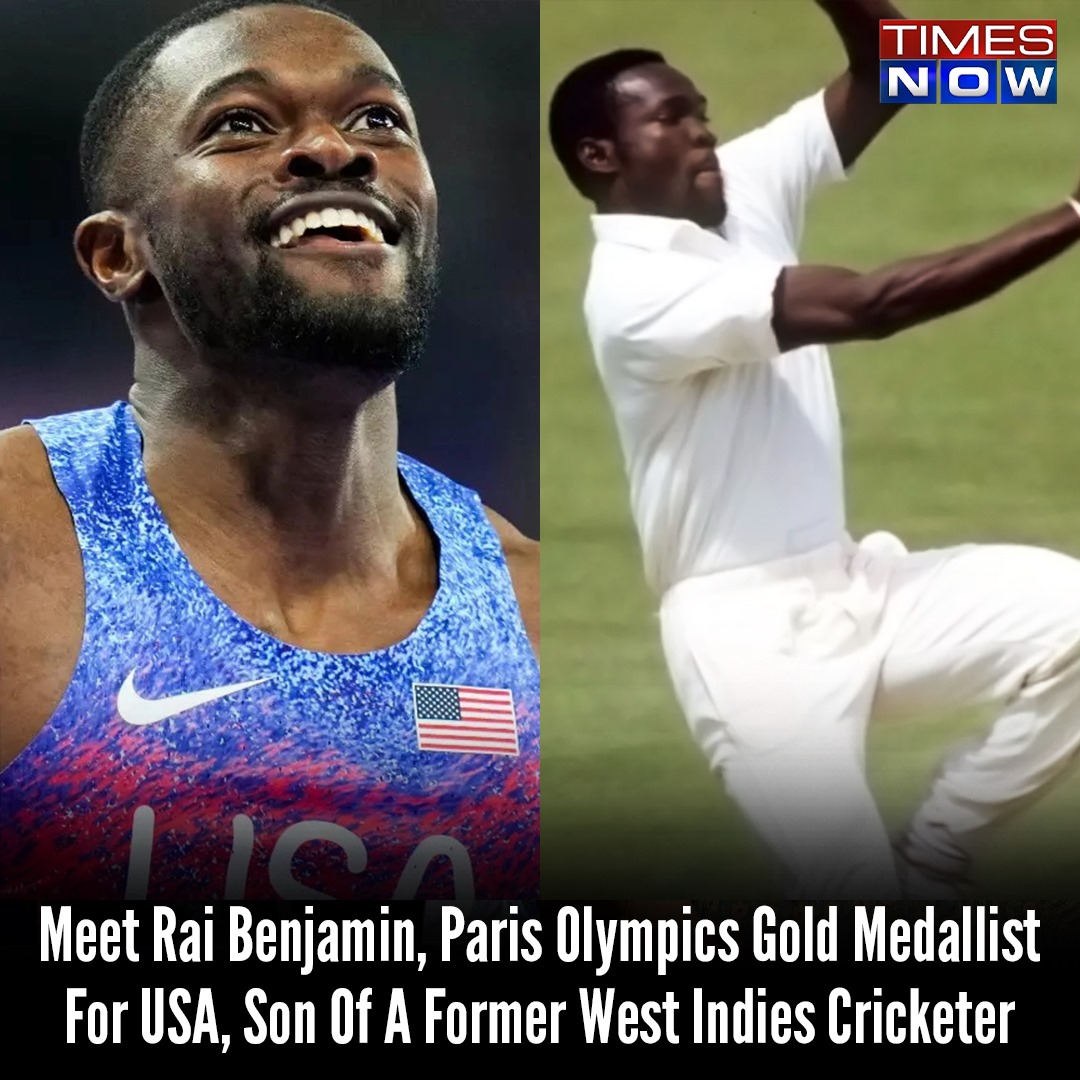 TIMES
NOW
USA
Meet Rai Benjamin, Paris Olympics Gold Medallist
For USA, Son Of A Former West Indies Cricketer